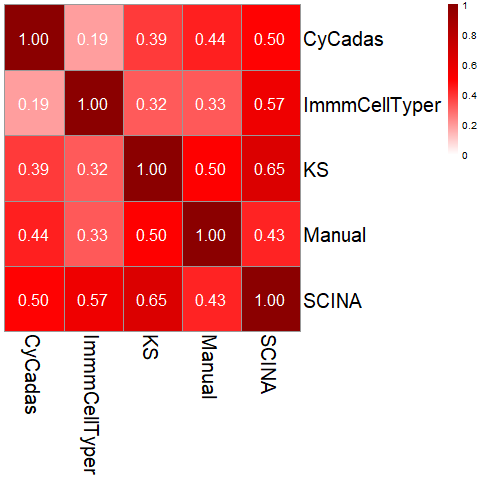 1.00 0.19 0.39 0.44 0.50 CyCadas
0.19 1.00 0.32 0.33 0.57 ImmmCellTyper
0.39 0.32 1.00 0.50 0.65 KS
0.44 0.33 0.50 1.00 0.43 Manual
0.50 0.57 0.65 0.43 1.00 SCINA
CyCadas
ImmmCellTyper
KS
Manual
SCINA
1
0.8
0.6
0.4
0.2
0